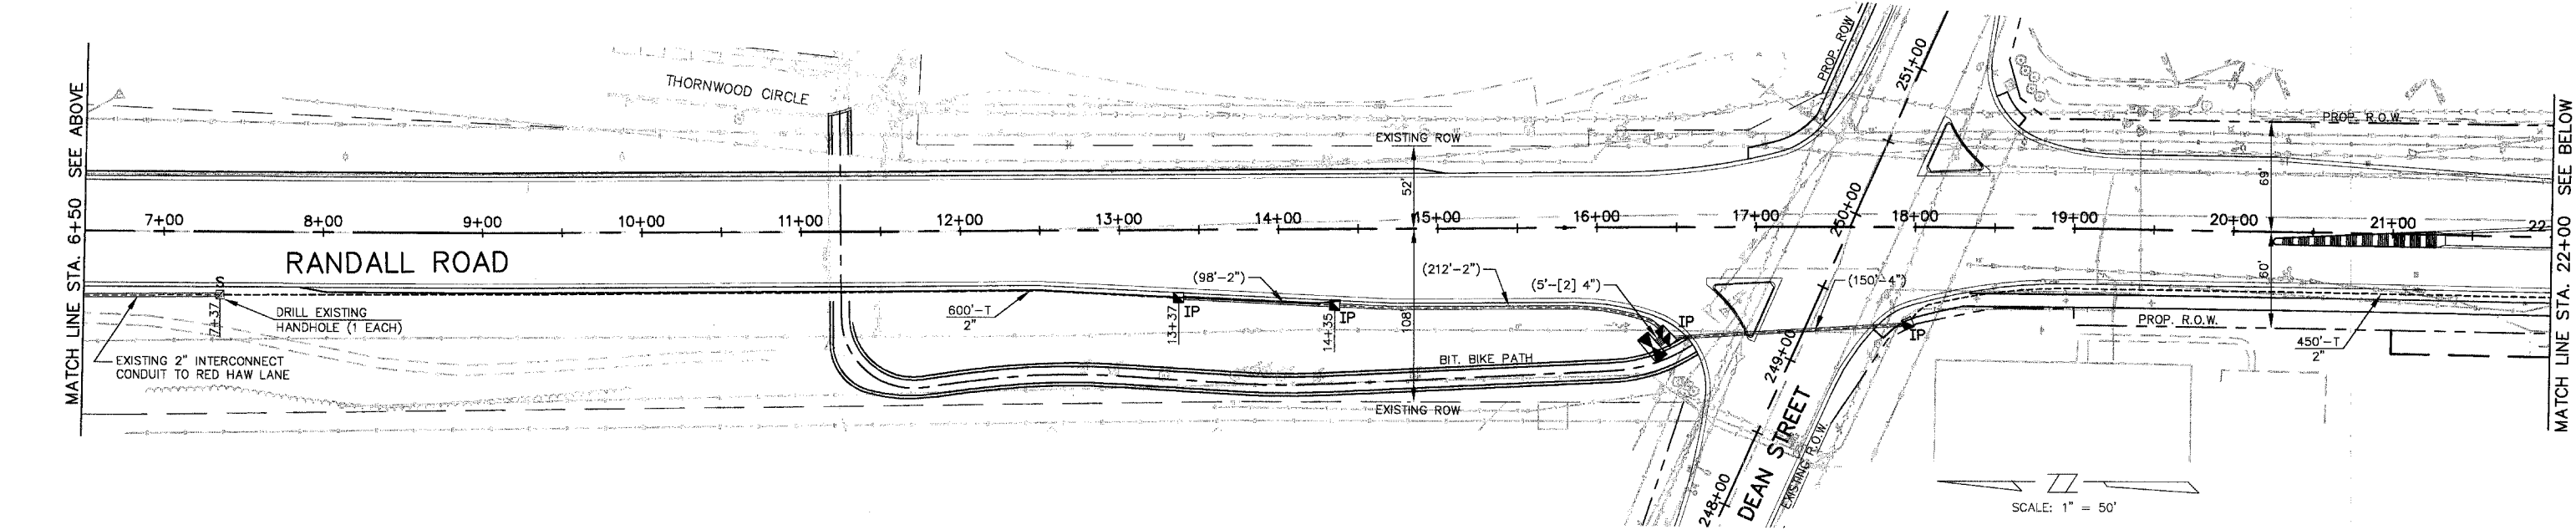 MATCH LINE STA. 6+50 SEE ABOVE
THORNWOOD CIRCLE
PROP. ROW
251+00
EXISTING ROW
PROP. R.O.W.
52'
69'
7+00 8+00 9+00 10+00 11+00 12+00 13+00 14+00 15+00 16+00 17+00 18+00 19+00 20+00 21+00 22
250+00
RANDALL ROAD
S
7+37
DRILL EXISTING
HANDHOLE (1 EACH)
EXISTING 2" INTERCONNECT
CONDUIT TO RED HAW LANE
600'-T
2"
(98'-2")
13+37
IP
14+35
IP
(212'-2")
108'
(5'-[2] 4")
IP
(150'-4")
IP
60'
PROP. R.O.W.
450'-T
2"
BIT. BIKE PATH
EXISTING ROW
249+00
DEAN STREET
EXISTING R.O.W.
248+00
SCALE: 1" = 50'
MATCH LINE STA. 22+00 SEE BELOW